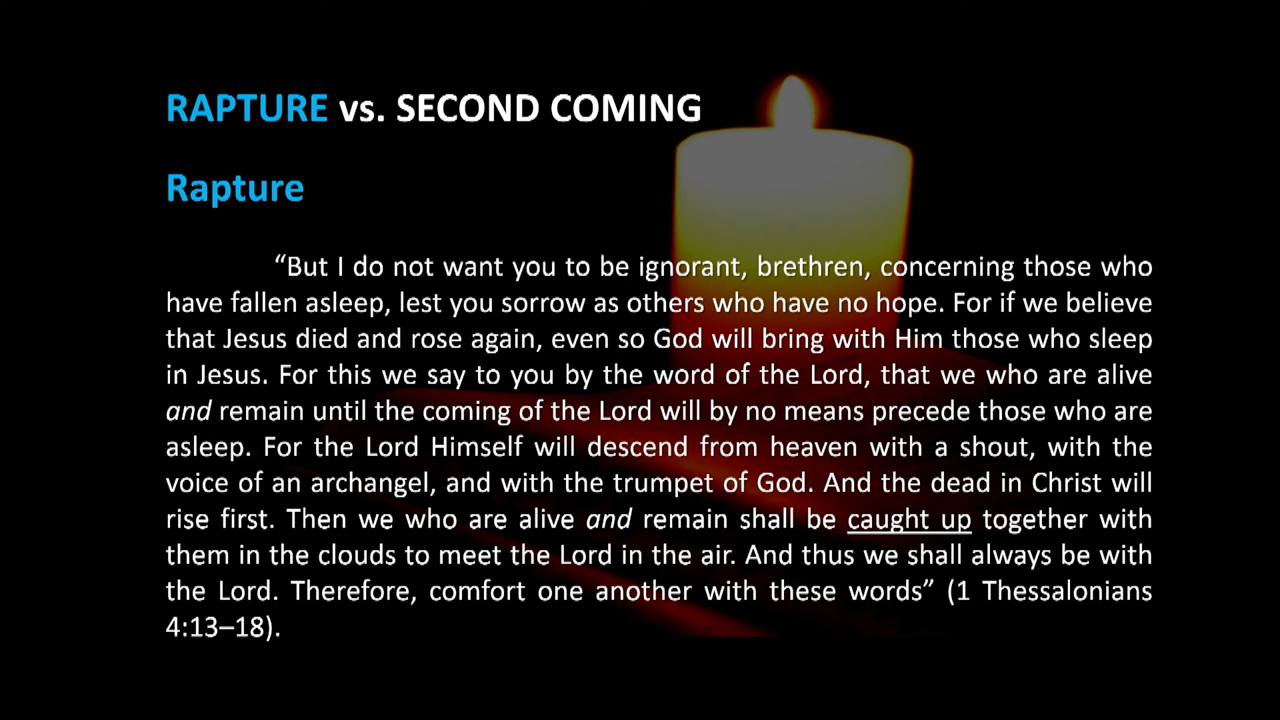 RAPTURE vs. SECOND COMING
Rapture
“But I do not want you to be ignorant, brethren, concerning those who
have fallen asleep, lest you sorrow as others who have no hope. For if we believe
that Jesus died and rose again, even so God will bring with Him those who sleep
in Jesus. For this we say to you by the word of the Lord, that we who are alive
and remain until the coming of the Lord will by no means precede those who are
asleep. For the Lord Himself will descend from heaven with a shout, with the
voice of an archangel, and with the trumpet of God. And the dead in Christ will
rise first. Then we who are alive and remain shall be caught up together with
them in the clouds to meet the Lord in the air. And thus we shall always be with
the Lord. Therefore, comfort one another with these words” (1 Thessalonians
4:13–18).